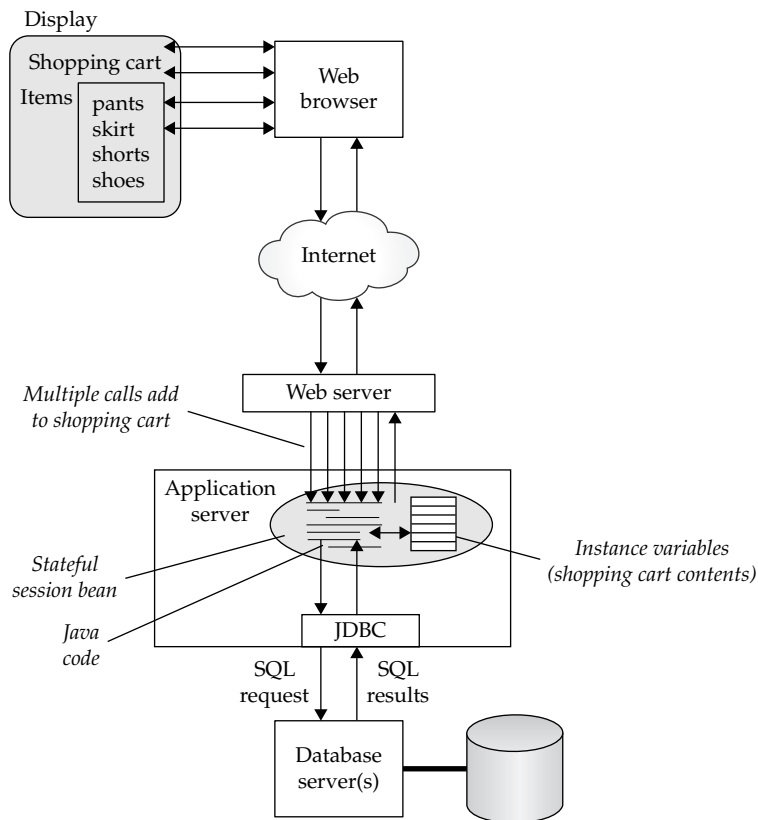 Display
Shopping cart
Items
pants
skirt
shorts
shoes
Web
browser
Internet
Web server
Multiple calls add
to shopping cart
Application
server
Stateful
session bean
Java
code
Instance variables
(shopping cart contents)
JDBC
SQL
request
SQL
results
Database
server(s)